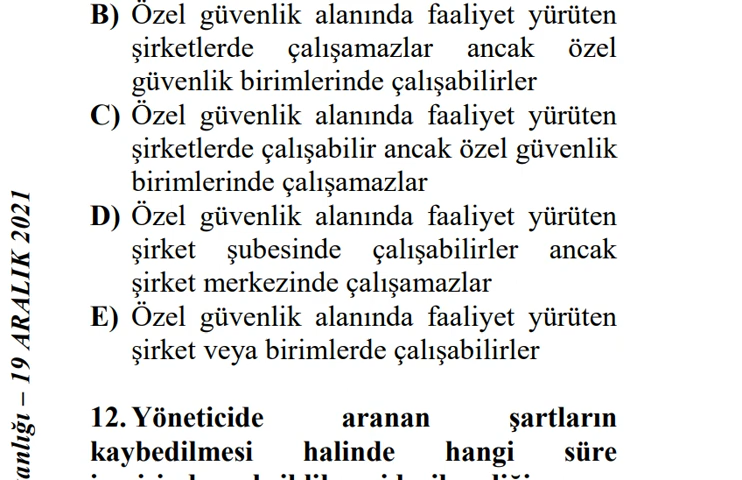 B) Özel güvenlik alanında faaliyet yürüten
şirketlerde çalışamazlar ancak özel
güvenlik birimlerinde çalışabilirler
C) Özel güvenlik alanında faaliyet yürüten
şirketlerde çalışabilir ancak özel güvenlik
birimlerinde çalışamazlar
D) Özel güvenlik alanında faaliyet yürüten
şirket şubesinde çalışabilirler ancak
şirket merkezinde çalışamazlar
E) Özel güvenlik alanında faaliyet yürüten
şirket veya birimlerde çalışabilirler
12. Yöneticide aranan şartların
kaybedilmesi halinde hangi süre
– 19 ARALIK 2021